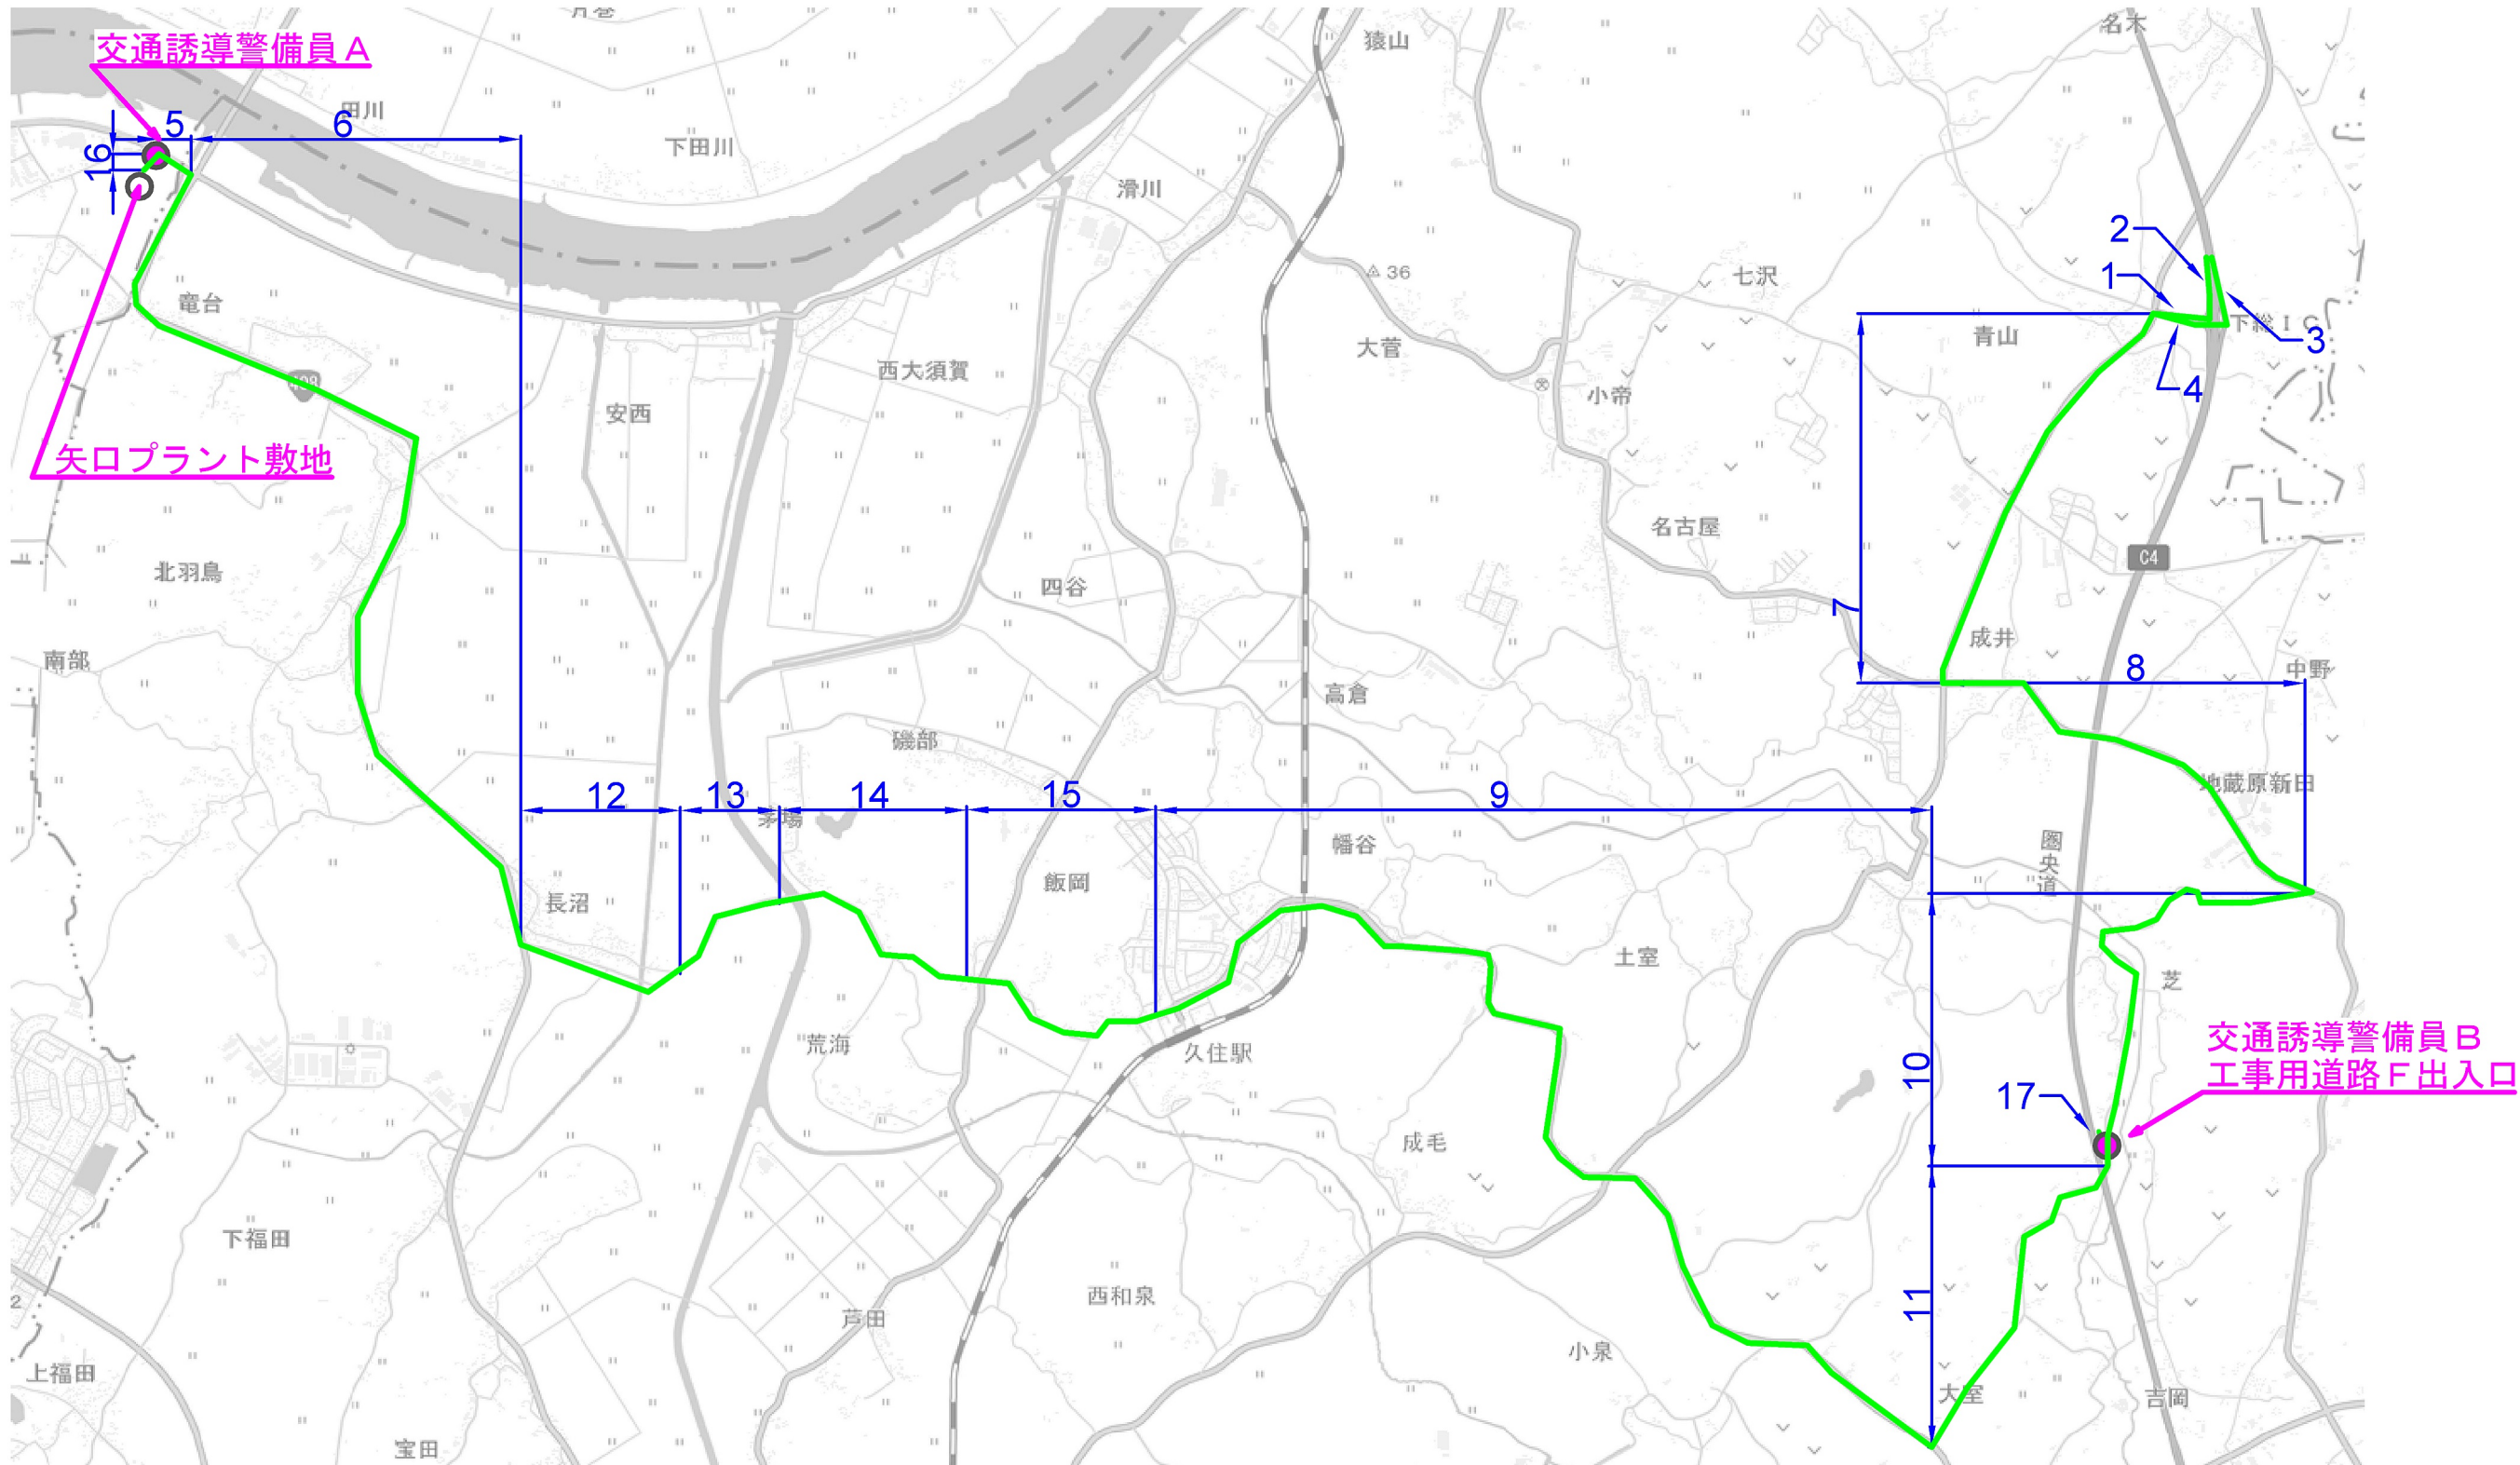 片巻
交通誘導警備員Ａ
名木
猿山
田川
5
6
下田川
16
滑川
2
36
七沢
1
竜台
下総ＩＣ
青山
3
大菅
西大須賀
408
4
小帝
安西
矢口プラント敷地
名古屋
C4
北羽鳥
四谷
7
成井
南部
中野
8
高倉
磯部
地蔵原新田
12
13
14
15
9
茅場
幡谷
圏央道
飯岡
長沼
土室
芝
荒海
久住駅
交通誘導警備員Ｂ
工事用道路Ｆ出入口
10
17
成毛
下福田
西和泉
11
2
芦田
小泉
上福田
大室
吉岡
宝田